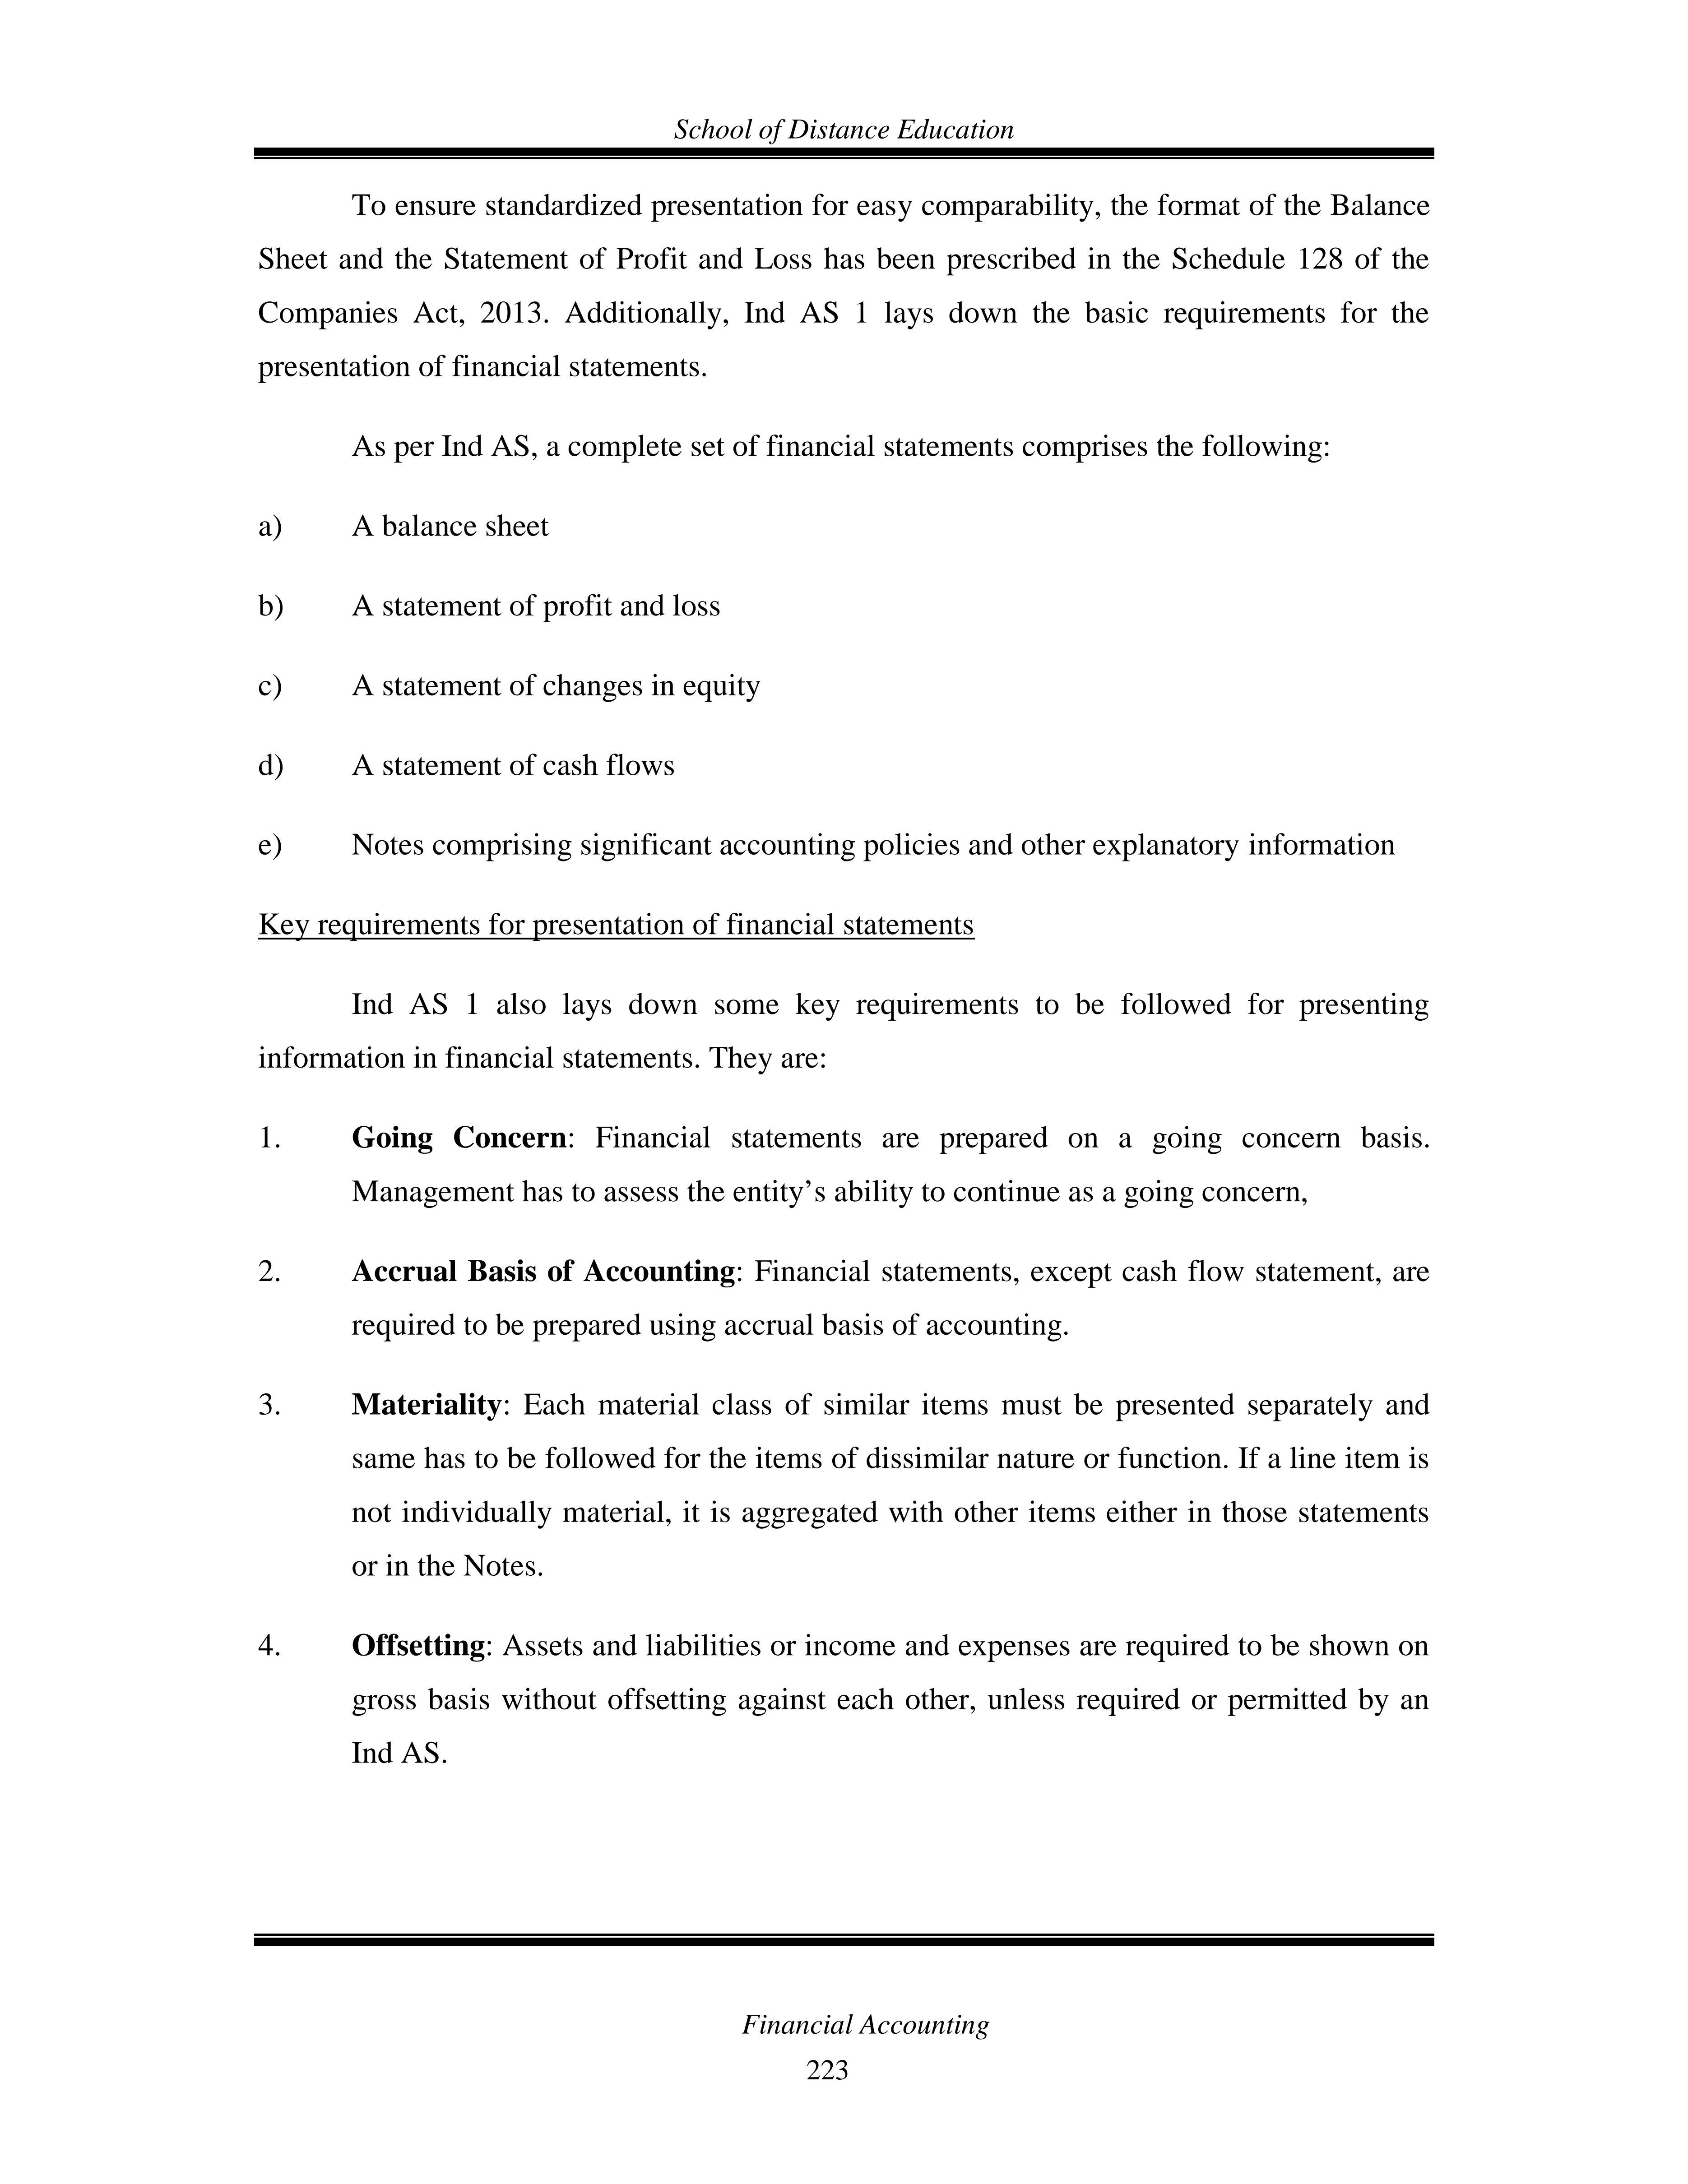 School of Distance Education
To ensure standardized presentation for easy comparability, the format of the Balance
Sheet and the Statement of Profit and Loss has been prescribed in the Schedule 128 of the
Companies Act, 2013. Additionally, Ind AS 1 lays down the basic requirements for the
presentation of financial statements.
As per Ind AS, a complete set of financial statements comprises the following:
a) A balance sheet
b) A statement of profit and loss
c) A statement of changes in equity
d) A statement of cash flows
e) Notes comprising significant accounting policies and other explanatory information
Key requirements for presentation of financial statements
Ind AS 1 also lays down some key requirements to be followed for presenting
information in financial statements. They are:
1. Going Concern: Financial statements are prepared on a going concern basis.
Management has to assess the entity’s ability to continue as a going concern,
2. Accrual Basis of Accounting: Financial statements, except cash flow statement, are
required to be prepared using accrual basis of accounting.
3. Materiality: Each material class of similar items must be presented separately and
same has to be followed for the items of dissimilar nature or function. If a line item is
not individually material, it is aggregated with other items either in those statements
or in the Notes.
4. Offsetting: Assets and liabilities or income and expenses are required to be shown on
gross basis without offsetting against each other, unless required or permitted by an
Ind AS.
Financial Accounting
223